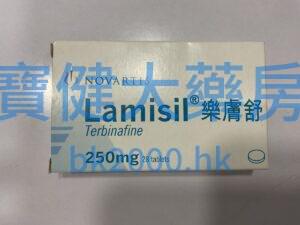 NOVARTIS
寶健大藥房
Lamisil® 樂膚舒
Terbinafine
bk2000.hk
250mg 28 tablets